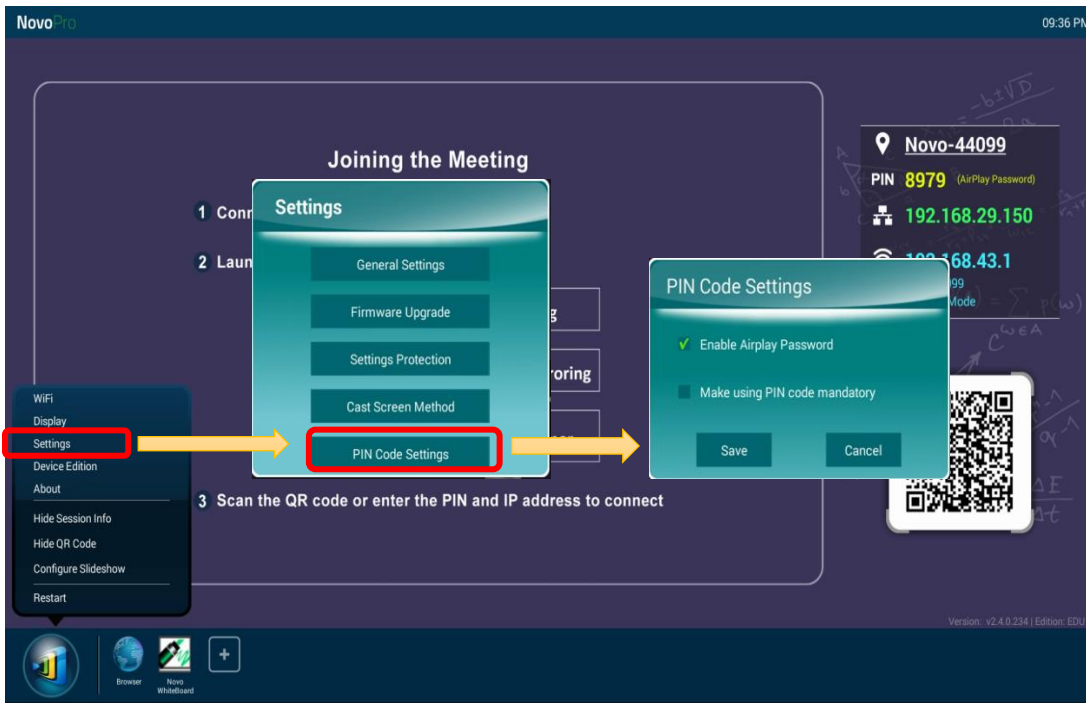 NovoPro
09:36 PM
Joining the Meeting
1 Conn
2 Laun
3 Scan the QR code or enter the PIN and IP address to connect
Settings
General Settings
Firmware Upgrade
Settings Protection
Cast Screen Method
PIN Code Settings
g
roring
PIN Code Settings
Enable Airplay Password
Make using PIN code mandatory
Save
Cancel
Novo-44099
PIN 8979 (AirPlay Password)
192.168.29.150
192.168.43.1
99
Mode
WiFi
Display
Settings
Device Edition
About
Hide Session Info
Hide QR Code
Configure Slideshow
Restart
Version: v2.4.0.234 | Edition: EDU
Browser
Novo
WhiteBoard